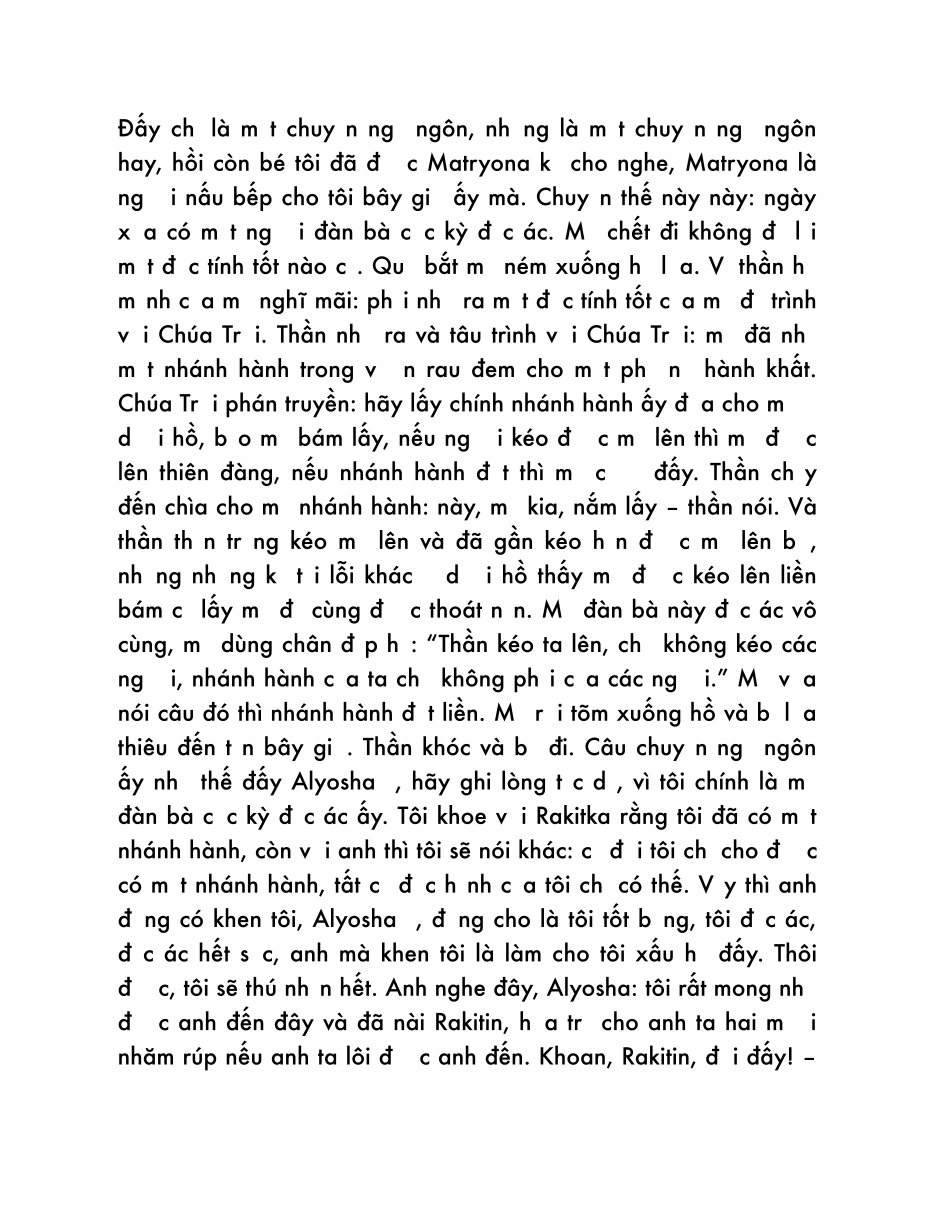 Đấy ch là m t chuy n ng ngôn, nh ng là m t chuy n ng ngôn
hay, hồi còn bé tôi đã đ c Matryona k cho nghe, Matryona là
ng i nấu bếp cho tôi bây gi ấy mà. Chuy n thế này này: ngày
x a có m t ng i đàn bà c c kỳ đ c ác. M chết đi không đ l i
m t đ c tính tốt nào c . Qu bắt m ném xuống h l a. V thần h
m nh c a m nghĩ mãi: ph i nh ra m t đ c tính tốt c a m đ trình
v i Chúa Tr i. Thần nh ra và tâu trình v i Chúa Tr i: m đã nh
m t nhánh hành trong v n rau đem cho m t ph n hành khất.
Chúa Tr i phán truyền: hãy lấy chính nhánh hành ấy đ a cho m
d i hồ, b o m bám lấy, nếu ng i kéo đ c m lên thì m đ c
lên thiên đàng, nếu nhánh hành đ t thì m c đấy. Thần ch y
đến chìa cho m nhánh hành: này, m kia, nắm lấy – thần nói. Và
thần th n tr ng kéo m lên và đã gần kéo h n đ c m lên b ,
nh ng nh ng k t i lỗi khác d i hồ thấy m đ c kéo lên liền
bám c lấy m đ cùng đ c thoát n n. M đàn bà này đ c ác vô
cùng, m dùng chân đ p h : “Thần kéo ta lên, ch không kéo các
ng i, nhánh hành c a ta ch không ph i c a các ng i.” M v a
nói câu đó thì nhánh hành đ t liền. M r i tõm xuống hồ và b l a
thiêu đến t n bây gi . Thần khóc và b đi. Câu chuy n ng ngôn
ấy nh thế đấy Alyosha , hãy ghi lòng t c d , vì tôi chính là m
đàn bà c c kỳ đ c ác ấy. Tôi khoe v i Rakitka rằng tôi đã có m t
nhánh hành, còn v i anh thì tôi sẽ nói khác: c đ i tôi ch cho đ c
có m t nhánh hành, tất c đ c h nh c a tôi ch có thế. V y thì anh
đ ng có khen tôi, Alyosha , đ ng cho là tôi tốt b ng, tôi đ c ác,
đ c ác hết s c, anh mà khen tôi là làm cho tôi xấu h đấy. Thôi
đ c, tôi sẽ thú nh n hết. Anh nghe đây, Alyosha: tôi rất mong nh
đ c anh đến đây và đã nài Rakitin, h a tr cho anh ta hai m i
nhăm rúp nếu anh ta lôi đ c anh đến. Khoan, Rakitin, đ i đấy! –